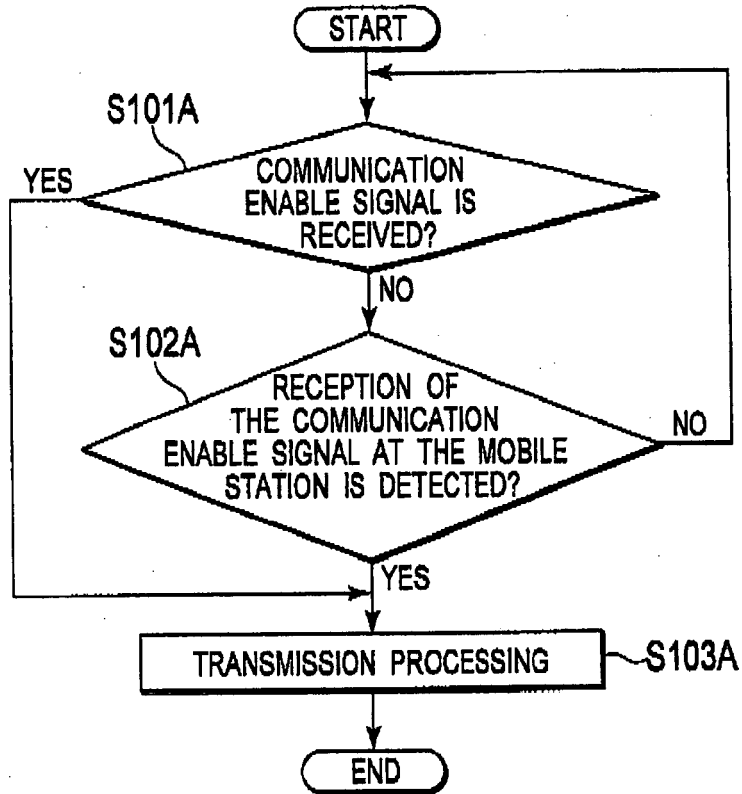 START
S101A
YES
COMMUNICATION
ENABLE SIGNAL IS
RECEIVED?
NO
S102A
RECEPTION OF
THE COMMUNICATION
ENABLE SIGNAL AT THE MOBILE
STATION IS DETECTED?
NO
YES
TRANSMISSION PROCESSING
S103A
END